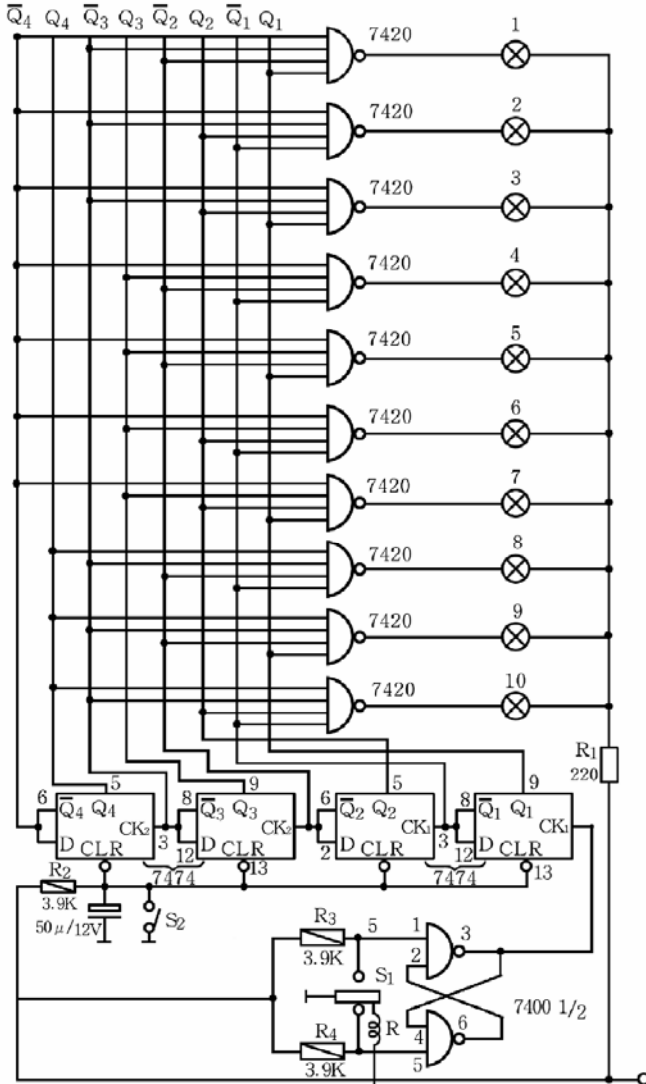 Q̅4 Q4 Q̅3 Q3 Q̅2 Q2 Q̅1 Q1
7420 1
7420 2
7420 3
7420 4
7420 5
7420 6
7420 7
7420 8
7420 9
7420 10
R1
220
6 5 8 9 6 5 8 9
Q̅4 Q4 Q̅3 Q3 Q̅2 Q2 Q̅1 Q1
CK2 CK2 CK1 CK1
D 3 D D 3 D
CLR 12 CLR 2 CLR 12 CLR
7474 13 7474 13
R2
3.9K
50μ/12V
S2
R3 5 1 3
3.9K 2
S1
R
7400 1/2
R4 4 6
3.9K 5